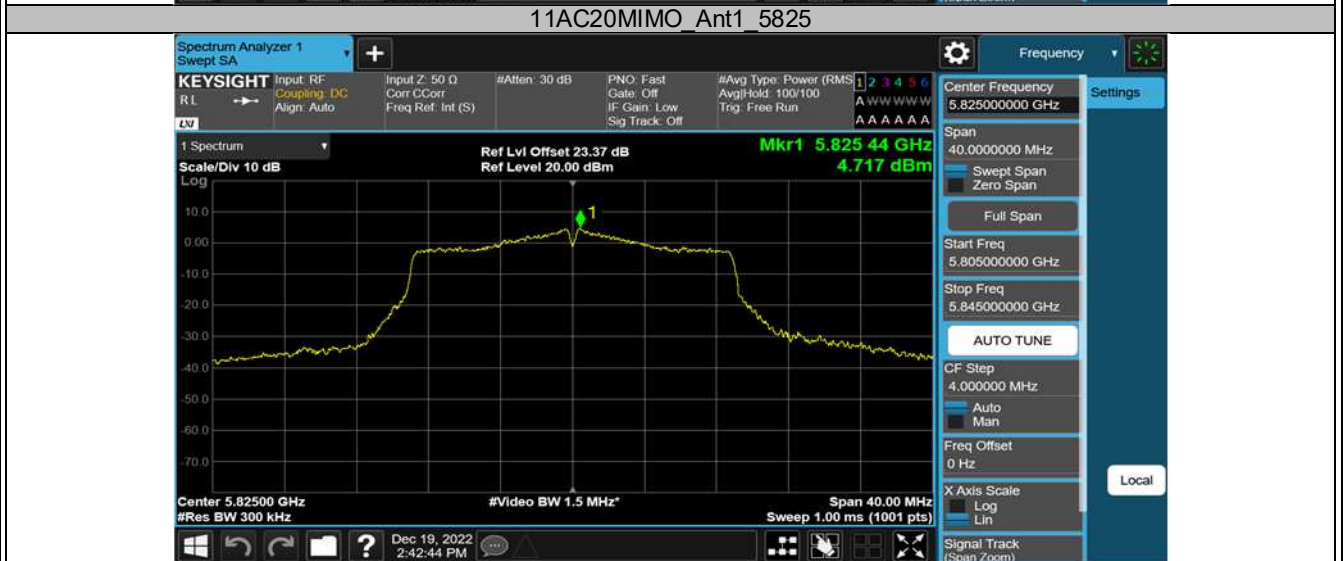 11AC20MIMO_Ant1_5825
Spectrum Analyzer 1
Swept SA
+
Frequency
KEYSIGHT
RL
LXI
Input: RF
Coupling: DC
Align: Auto
Input Z: 50 Ω
Corr CCorr
Freq Ref: Int (S)
#Atten: 30 dB
PNO: Fast
Gate: Off
IF Gain: Low
Sig Track: Off
#Avg Type: Power (RMS
Avg|Hold: 100/100
Trig: Free Run
1 2 3 4 5 6
A W W W W W
A A A A A A
1 Spectrum
Scale/Div 10 dB
Log
Ref Lvl Offset 23.37 dB
Ref Level 20.00 dBm
Mkr1 5.825 44 GHz
4.717 dBm
1
10.0
0.00
-10.0
-20.0
-30.0
-40.0
-50.0
-60.0
-70.0
Center 5.82500 GHz
#Res BW 300 kHz
#Video BW 1.5 MHz*
Span 40.00 MHz
Sweep 1.00 ms (1001 pts)
Center Frequency
5.825000000 GHz
Settings
Span
40.0000000 MHz
Swept Span
Zero Span
Full Span
Start Freq
5.805000000 GHz
Stop Freq
5.845000000 GHz
AUTO TUNE
CF Step
4.000000 MHz
Auto
Man
Freq Offset
0 Hz
X Axis Scale
Log
Lin
Local
Signal Track
(Span Zoom)
?
Dec 19, 2022
2:42:44 PM